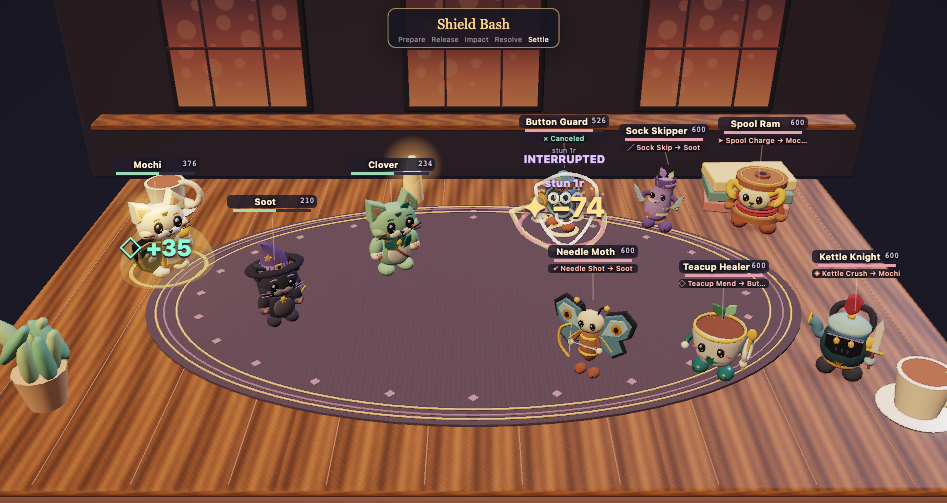 Shield Bash
Prepare Release Impact Resolve Settle
Button Guard 526
× Canceled
stun 1r
INTERRUPTED
stun 1r
-74
Sock Skipper 600
Sock Skip → Soot
Spool Ram 600
Spool Charge → Moc...
Mochi 376
+35
Soot 210
Clover 234
Needle Moth 600
Needle Shot → Soot
Teacup Healer 600
Teacup Mend → But...
Kettle Knight 600
Kettle Crush → Mochi